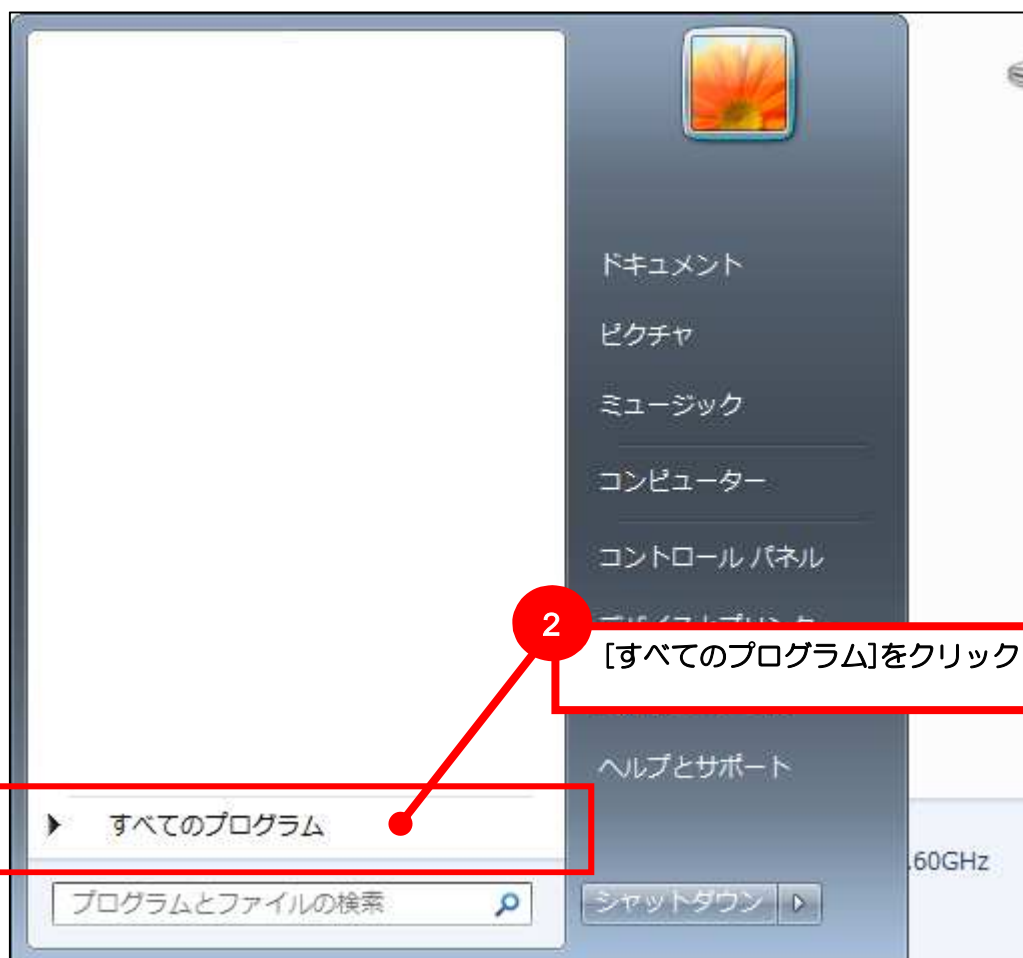 ドキュメント
ピクチャ
ミュージック
コンピューター
コントロール パネル
2
[すべてのプログラム]をクリック
ヘルプとサポート
すべてのプログラム
プログラムとファイルの検索
シャットダウン
.60GHz